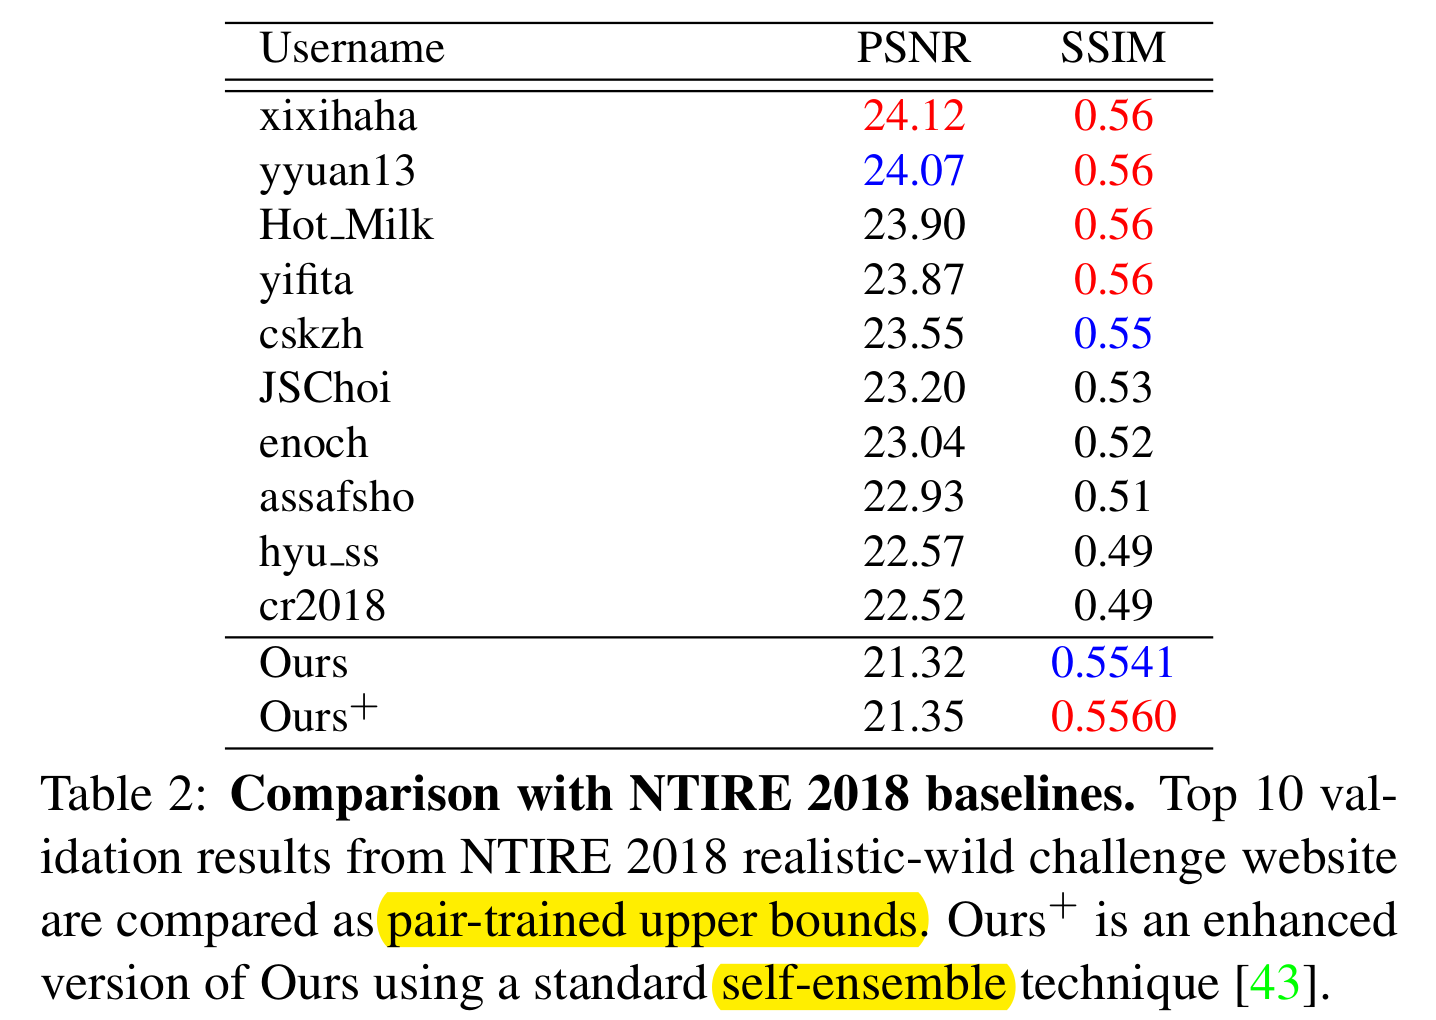 Username PSNR SSIM
xixihaha 24.12 0.56
yyuan13 24.07 0.56
Hot_Milk 23.90 0.56
yifita 23.87 0.56
cskzh 23.55 0.55
JSChoi 23.20 0.53
enoch 23.04 0.52
assafsho 22.93 0.51
hyu_ss 22.57 0.49
cr2018 22.52 0.49
Ours 21.32 0.5541
Ours+ 21.35 0.5560
Table 2: Comparison with NTIRE 2018 baselines. Top 10 val-
idation results from NTIRE 2018 realistic-wild challenge website
are compared as pair-trained upper bounds. Ours+ is an enhanced
version of Ours using a standard self-ensemble technique [43].